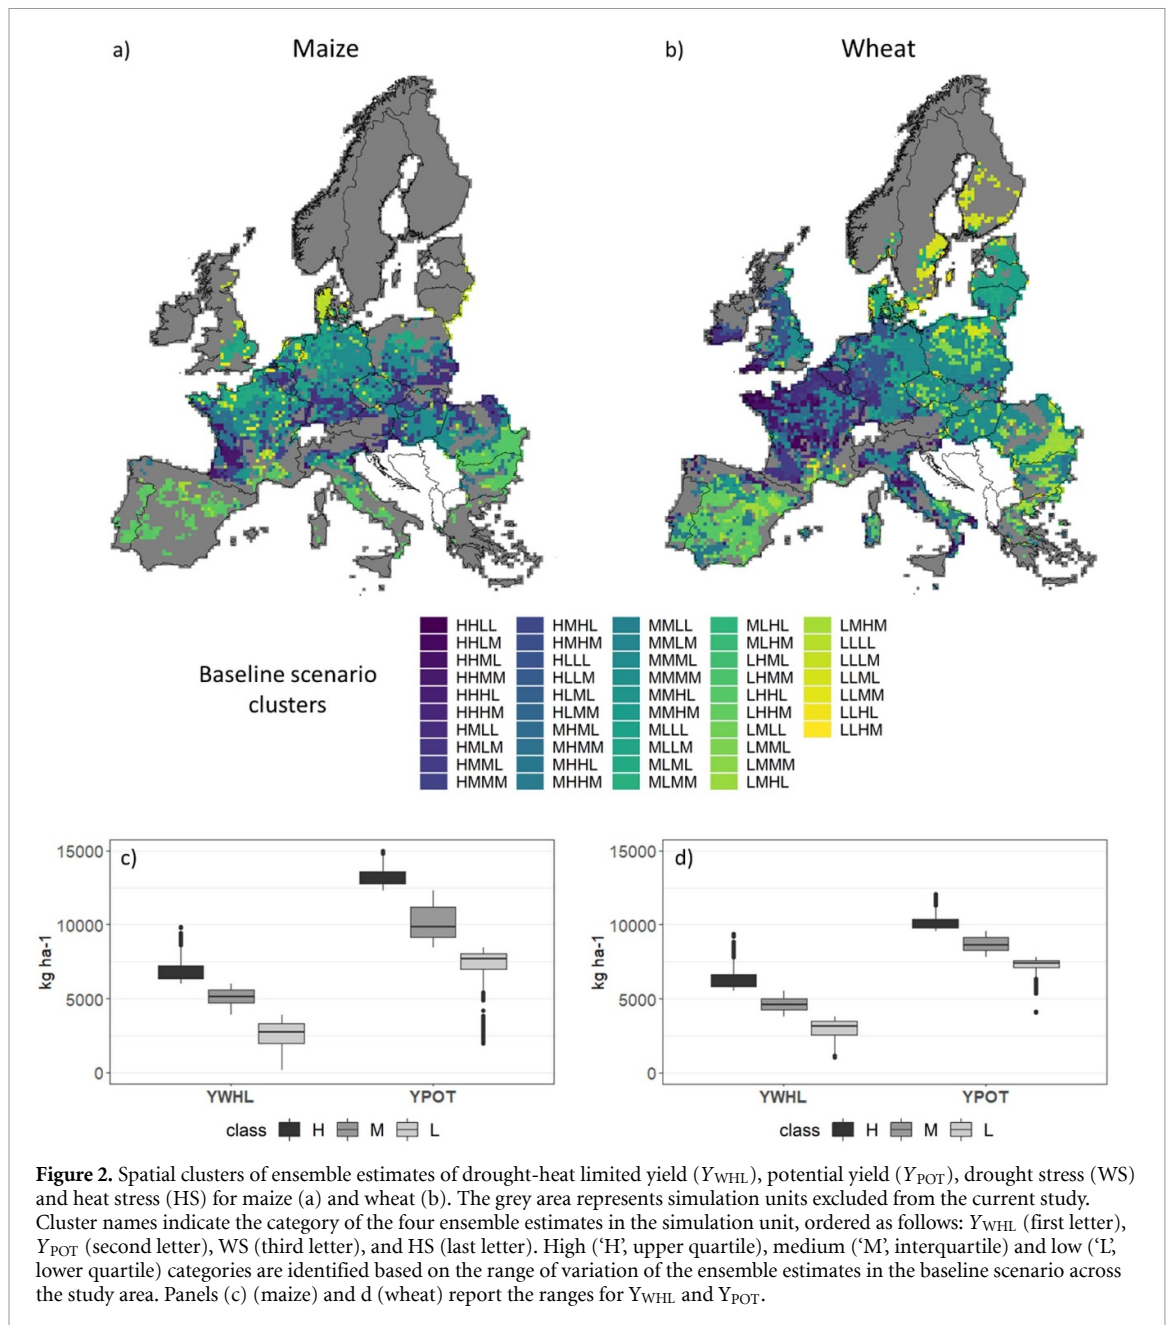 a) Maize b) Wheat
Baseline scenario
clusters
HHLL HMHL MMLL MLHL LMHM
HHLM HMHM MMLM MLHM LLLL
HHML HLLL MMML LHML LLLM
HHMM HLLM MMMM LHMM LLML
HHHL HLML MMHL LHHL LLMM
HHHM HLMM MMHM LHHM LLHL
HMLL MHML MLLL LMLL LLHM
HMLM MHMM MLLM LMML
HMML MHHL MLML LMMM
HMMM MHHM MLMM LMHL
c)
15000
10000
5000
0
kg ha-1
YWHL YPOT
class H M L
d)
15000
10000
5000
0
kg ha-1
YWHL YPOT
class H M L
Figure 2. Spatial clusters of ensemble estimates of drought-heat limited yield (YWHL), potential yield (YPOT), drought stress (WS)
and heat stress (HS) for maize (a) and wheat (b). The grey area represents simulation units excluded from the current study.
Cluster names indicate the category of the four ensemble estimates in the simulation unit, ordered as follows: YWHL (first letter),
YPOT (second letter), WS (third letter), and HS (last letter). High (‘H’, upper quartile), medium (‘M’, interquartile) and low (‘L’,
lower quartile) categories are identified based on the range of variation of the ensemble estimates in the baseline scenario across
the study area. Panels (c) (maize) and d (wheat) report the ranges for YWHL and YPOT.